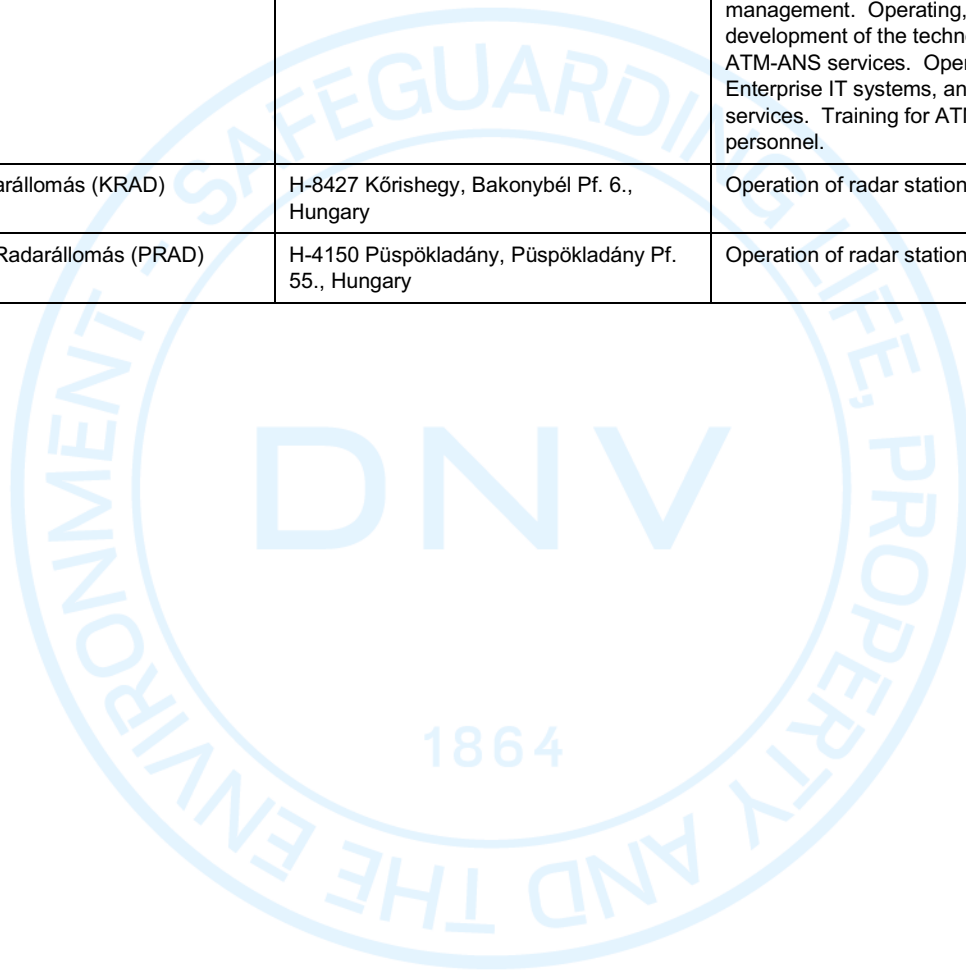 management. Operating,
development of the techn
ATM-ANS services. Oper
Enterprise IT systems, an
services. Training for AT
personnel.
arállomás (KRAD)
H-8427 Kőrishegy, Bakonybél Pf. 6.,
Hungary
Operation of radar station
Radarállomás (PRAD)
H-4150 Püspökladány, Püspökladány Pf.
55., Hungary
Operation of radar station
SAFEGUARDING LIFE, PROPERTY AND THE ENVIRONMENT -
DNV
1864